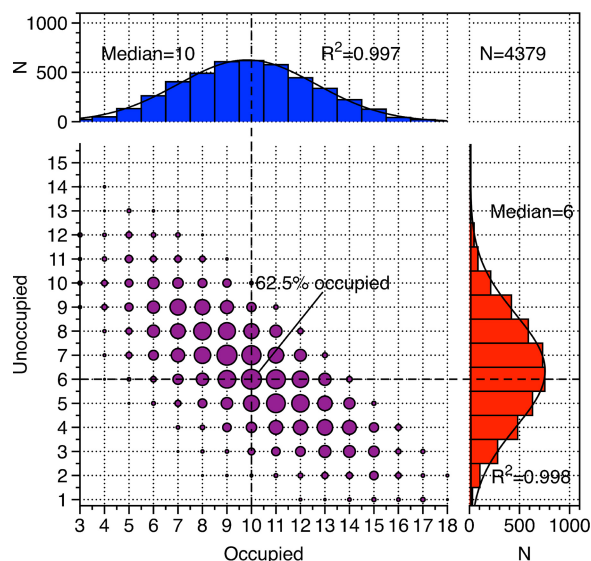 1000
500
0
N
Median=10
R²=0.997
N=4379
15
14
13
12
11
10
9
8
7
6
5
4
3
2
1
Unoccupied
62.5% occupied
Median=6
R²=0.998
3 4 5 6 7 8 9 10 11 12 13 14 15 16 17 18
Occupied
0 500 1000
N